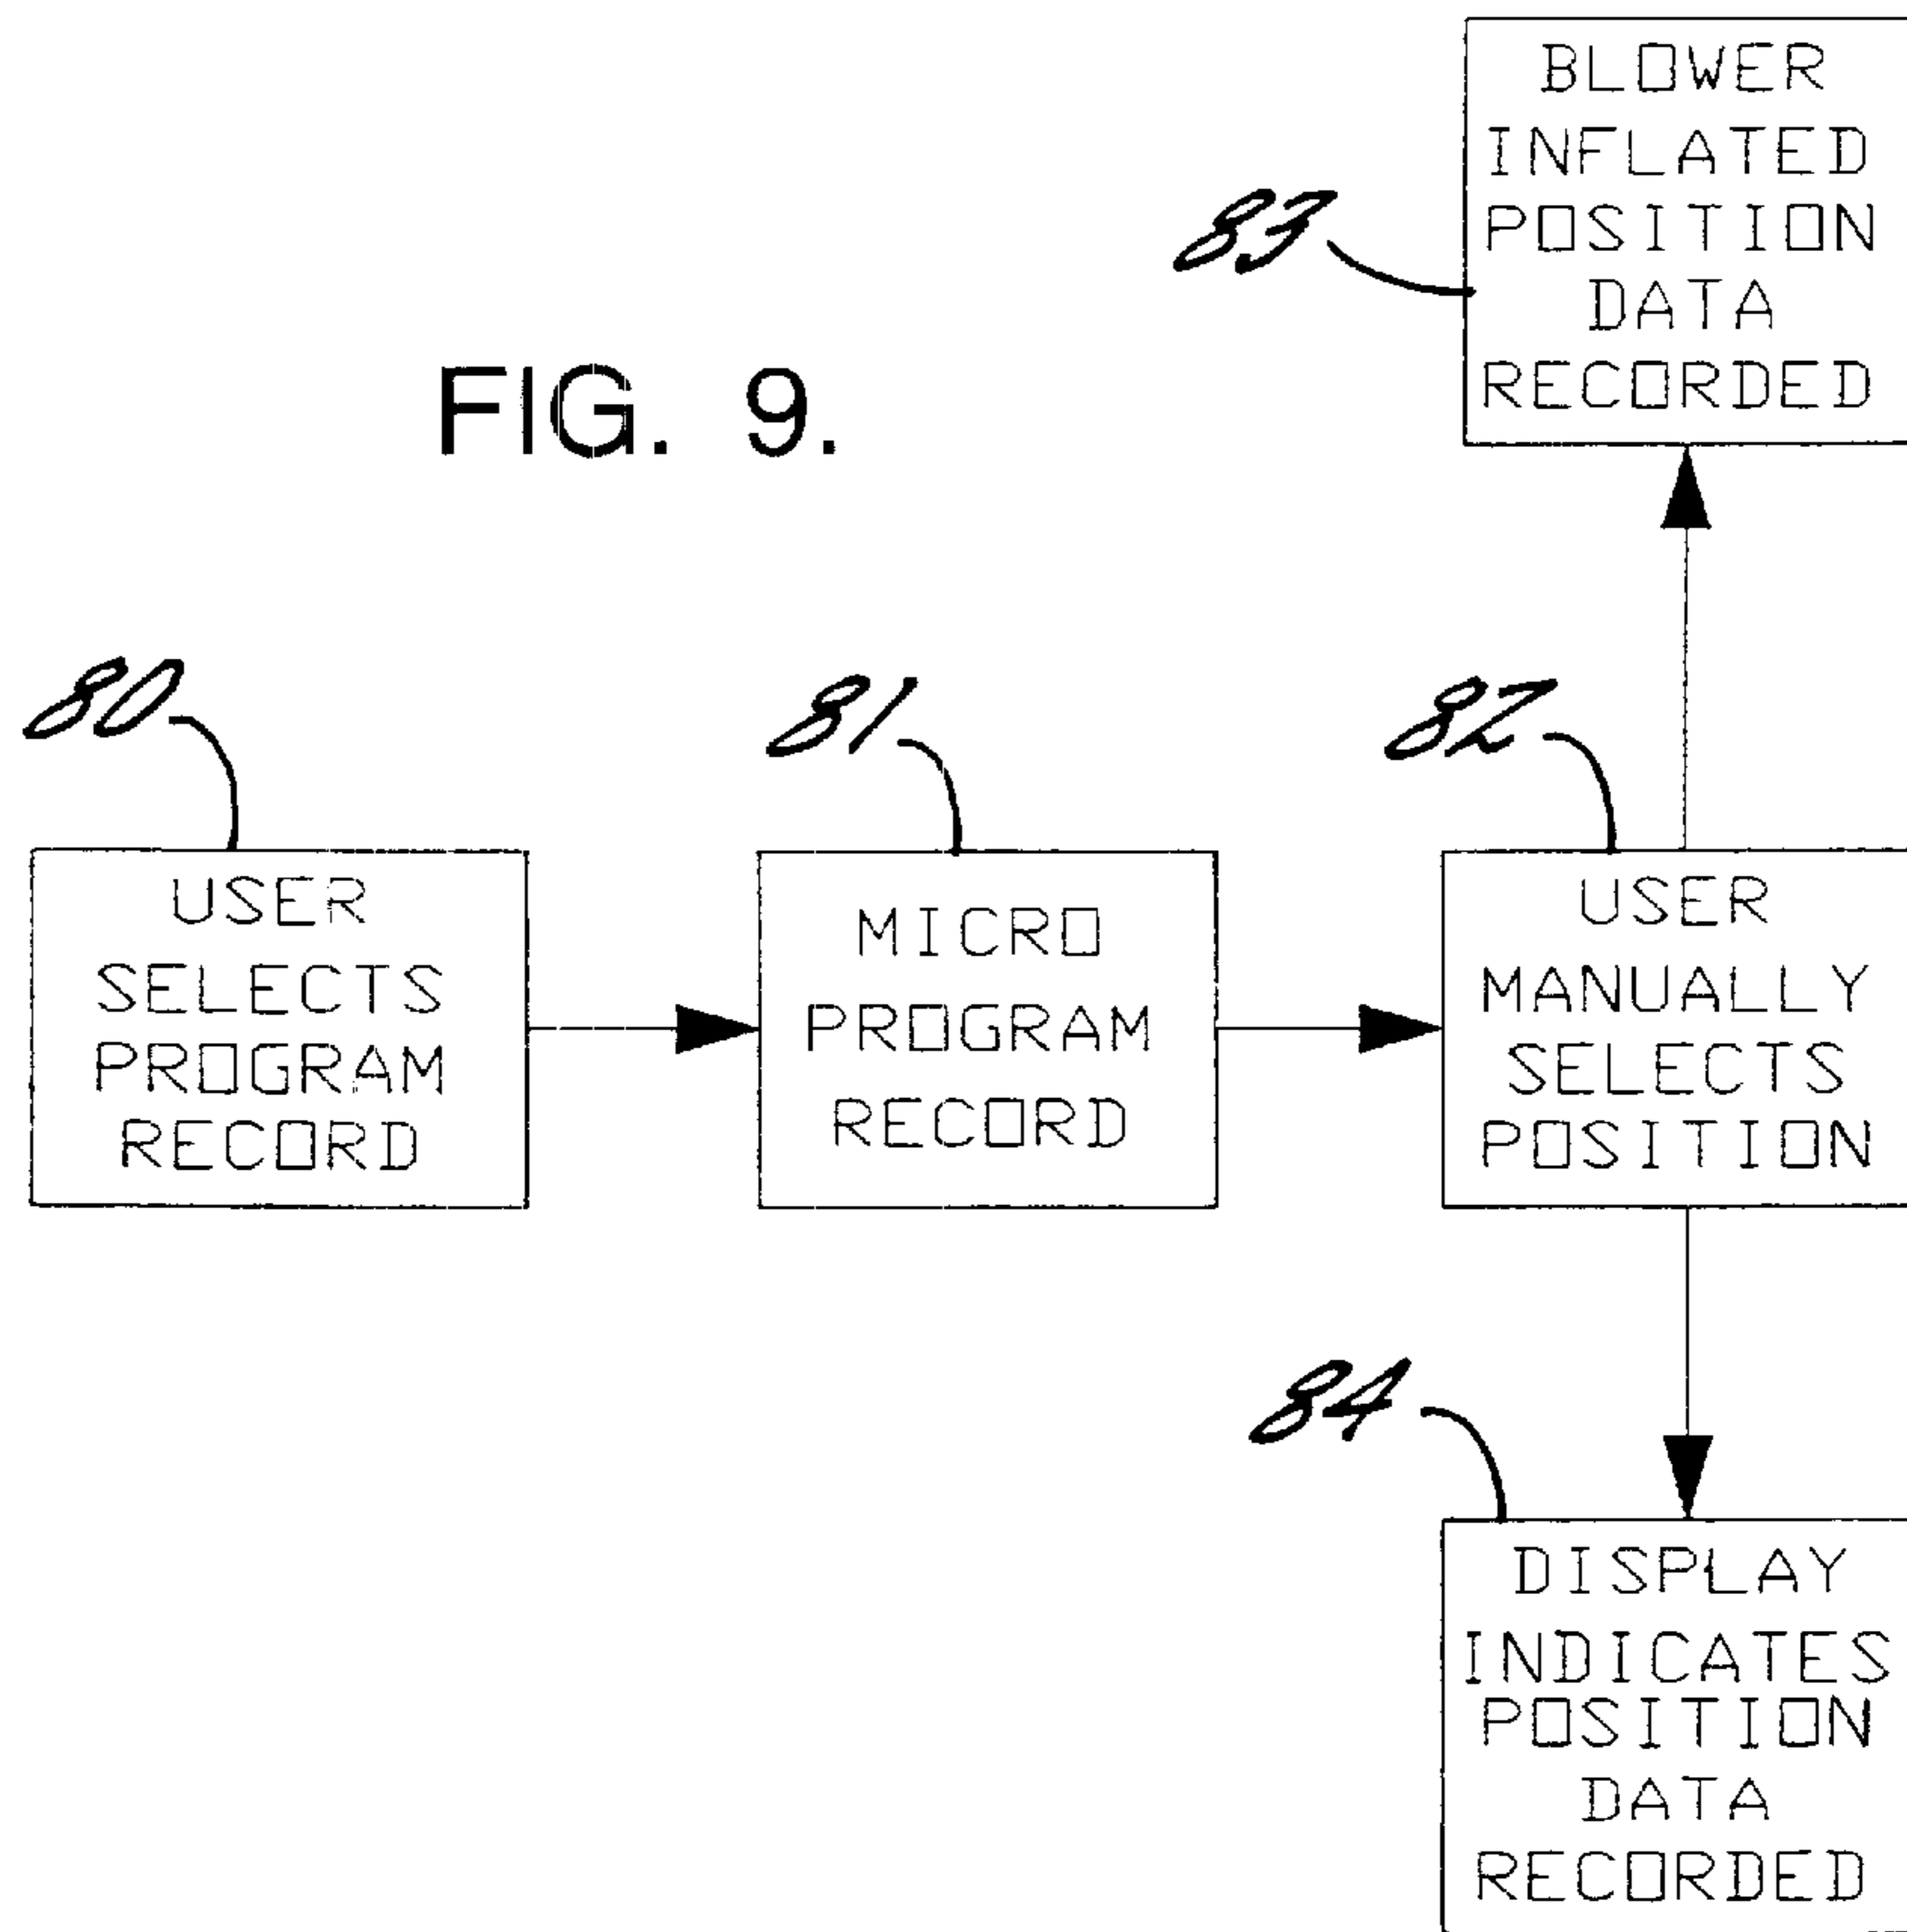 BLOWER
INFLATED
POSITION
DATA
RECORDED
83
FIG. 9.
80
81
82
USER
SELECTS
PROGRAM
RECORD
MICRO
PROGRAM
RECORD
USER
MANUALLY
SELECTS
POSITION
84
DISPLAY
INDICATES
POSITION
DATA
RECORDED